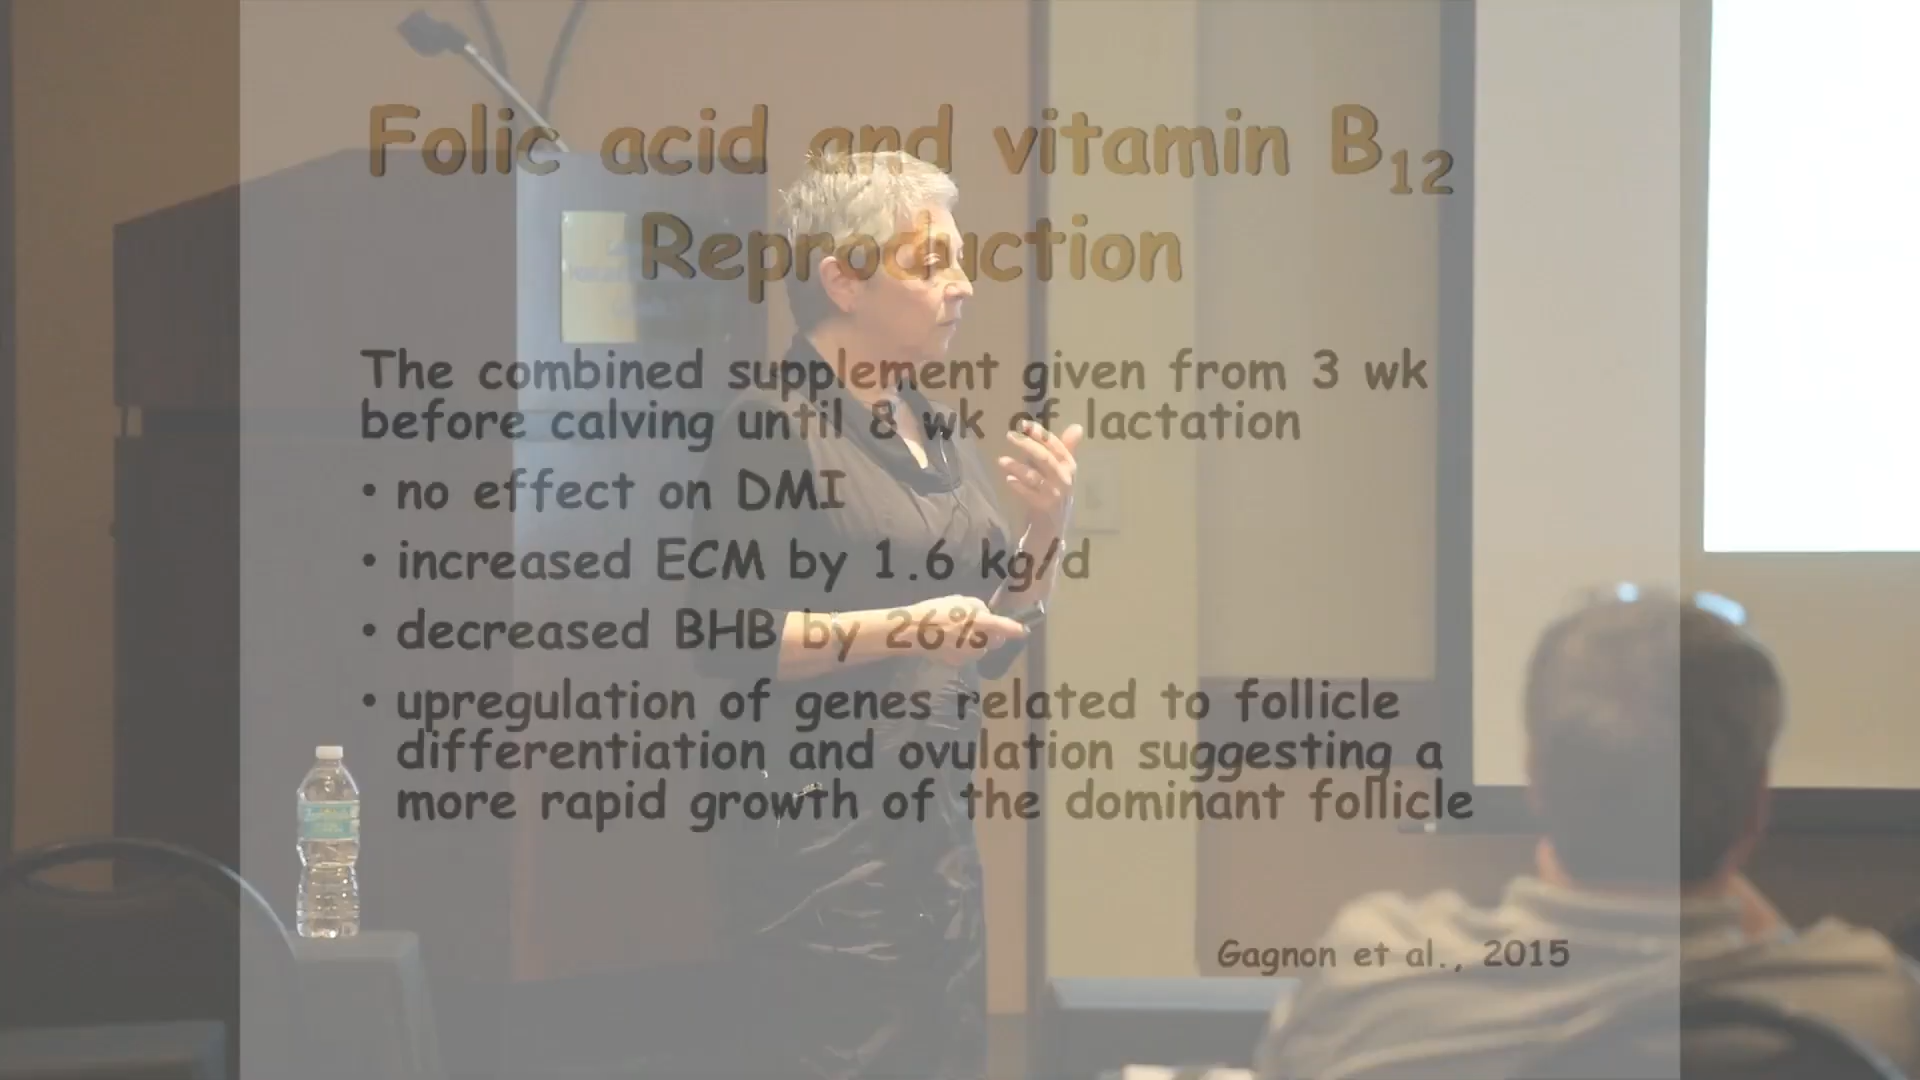 Folic acid and vitamin B12
Reproduction
The combined supplement given from 3 wk
before calving until 8 wk of lactation
• no effect on DMI
• increased ECM by 1.6 kg/d
• decreased BHB by 26%
• upregulation of genes related to follicle
differentiation and ovulation suggesting a
more rapid growth of the dominant follicle
Gagnon et al., 2015